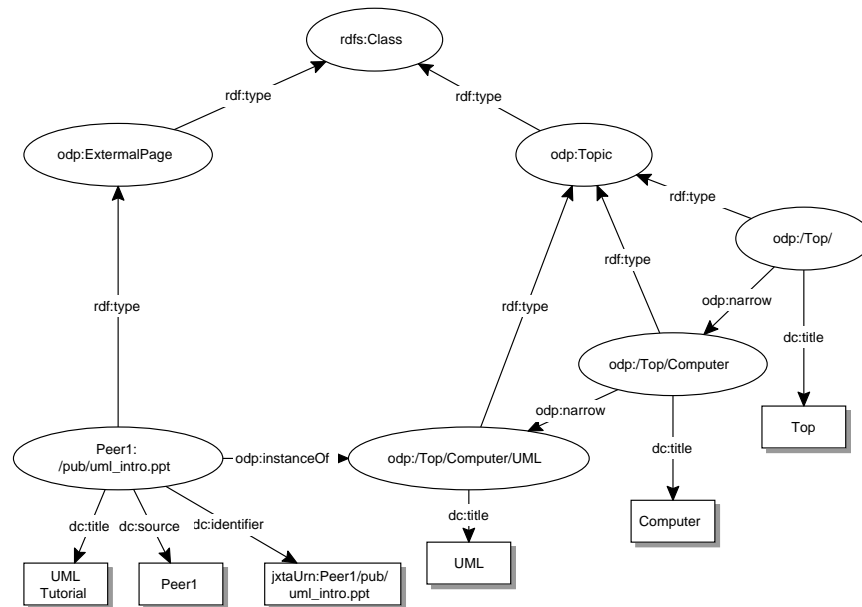 rdfs:Class
rdf:type
rdf:type
odp:ExtermalPage
odp:Topic
rdf:type
odp:/Top/
rdf:type
rdf:type
rdf:type
odp:narrow
dc:title
odp:/Top/Computer
odp:narrow
Top
Peer1:
/pub/uml_intro.ppt
odp:instanceOf
odp:/Top/Computer/UML
dc:title
dc:title
dc:source
dc:identifier
dc:title
Computer
UML
Tutorial
Peer1
jxtaUrn:Peer1/pub/
uml_intro.ppt
UML